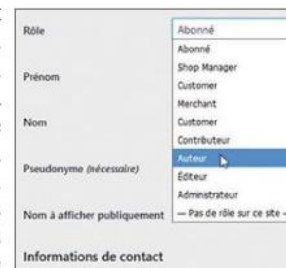 Rôle
Abonné
Abonné
Shop Manager
Prénom
Customer
Merchant
Nom
Customer
Contributeur
Auteur
Pseudonyme (nécessaire)
Éditeur
Administrateur
Nom à afficher publiquement
— Pas de rôle sur ce site —
Informations de contact